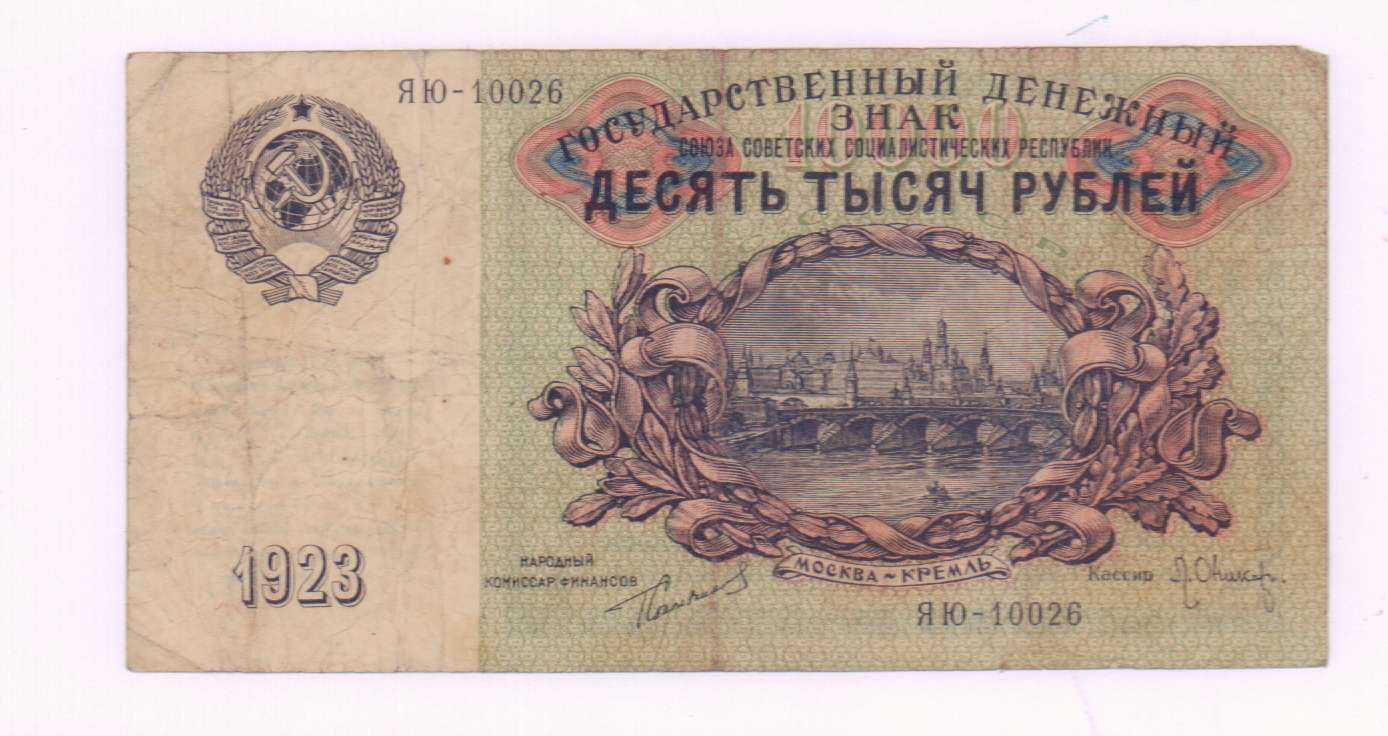 ЯЮ-10026
ГОСУДАРСТВЕННЫЙ ДЕНЕЖНЫЙ
ЗНАК
10000
СОЮЗА СОВЕТСКИХ СОЦИАЛИСТИЧЕСКИХ РЕСПУБЛИК
ДЕСЯТЬ ТЫСЯЧ РУБЛЕЙ
1923
НАРОДНЫЙ
КОМИССАР ФИНАНСОВ
МОСКВА ~ КРЕМЛЬ
Кассир
ЯЮ-10026